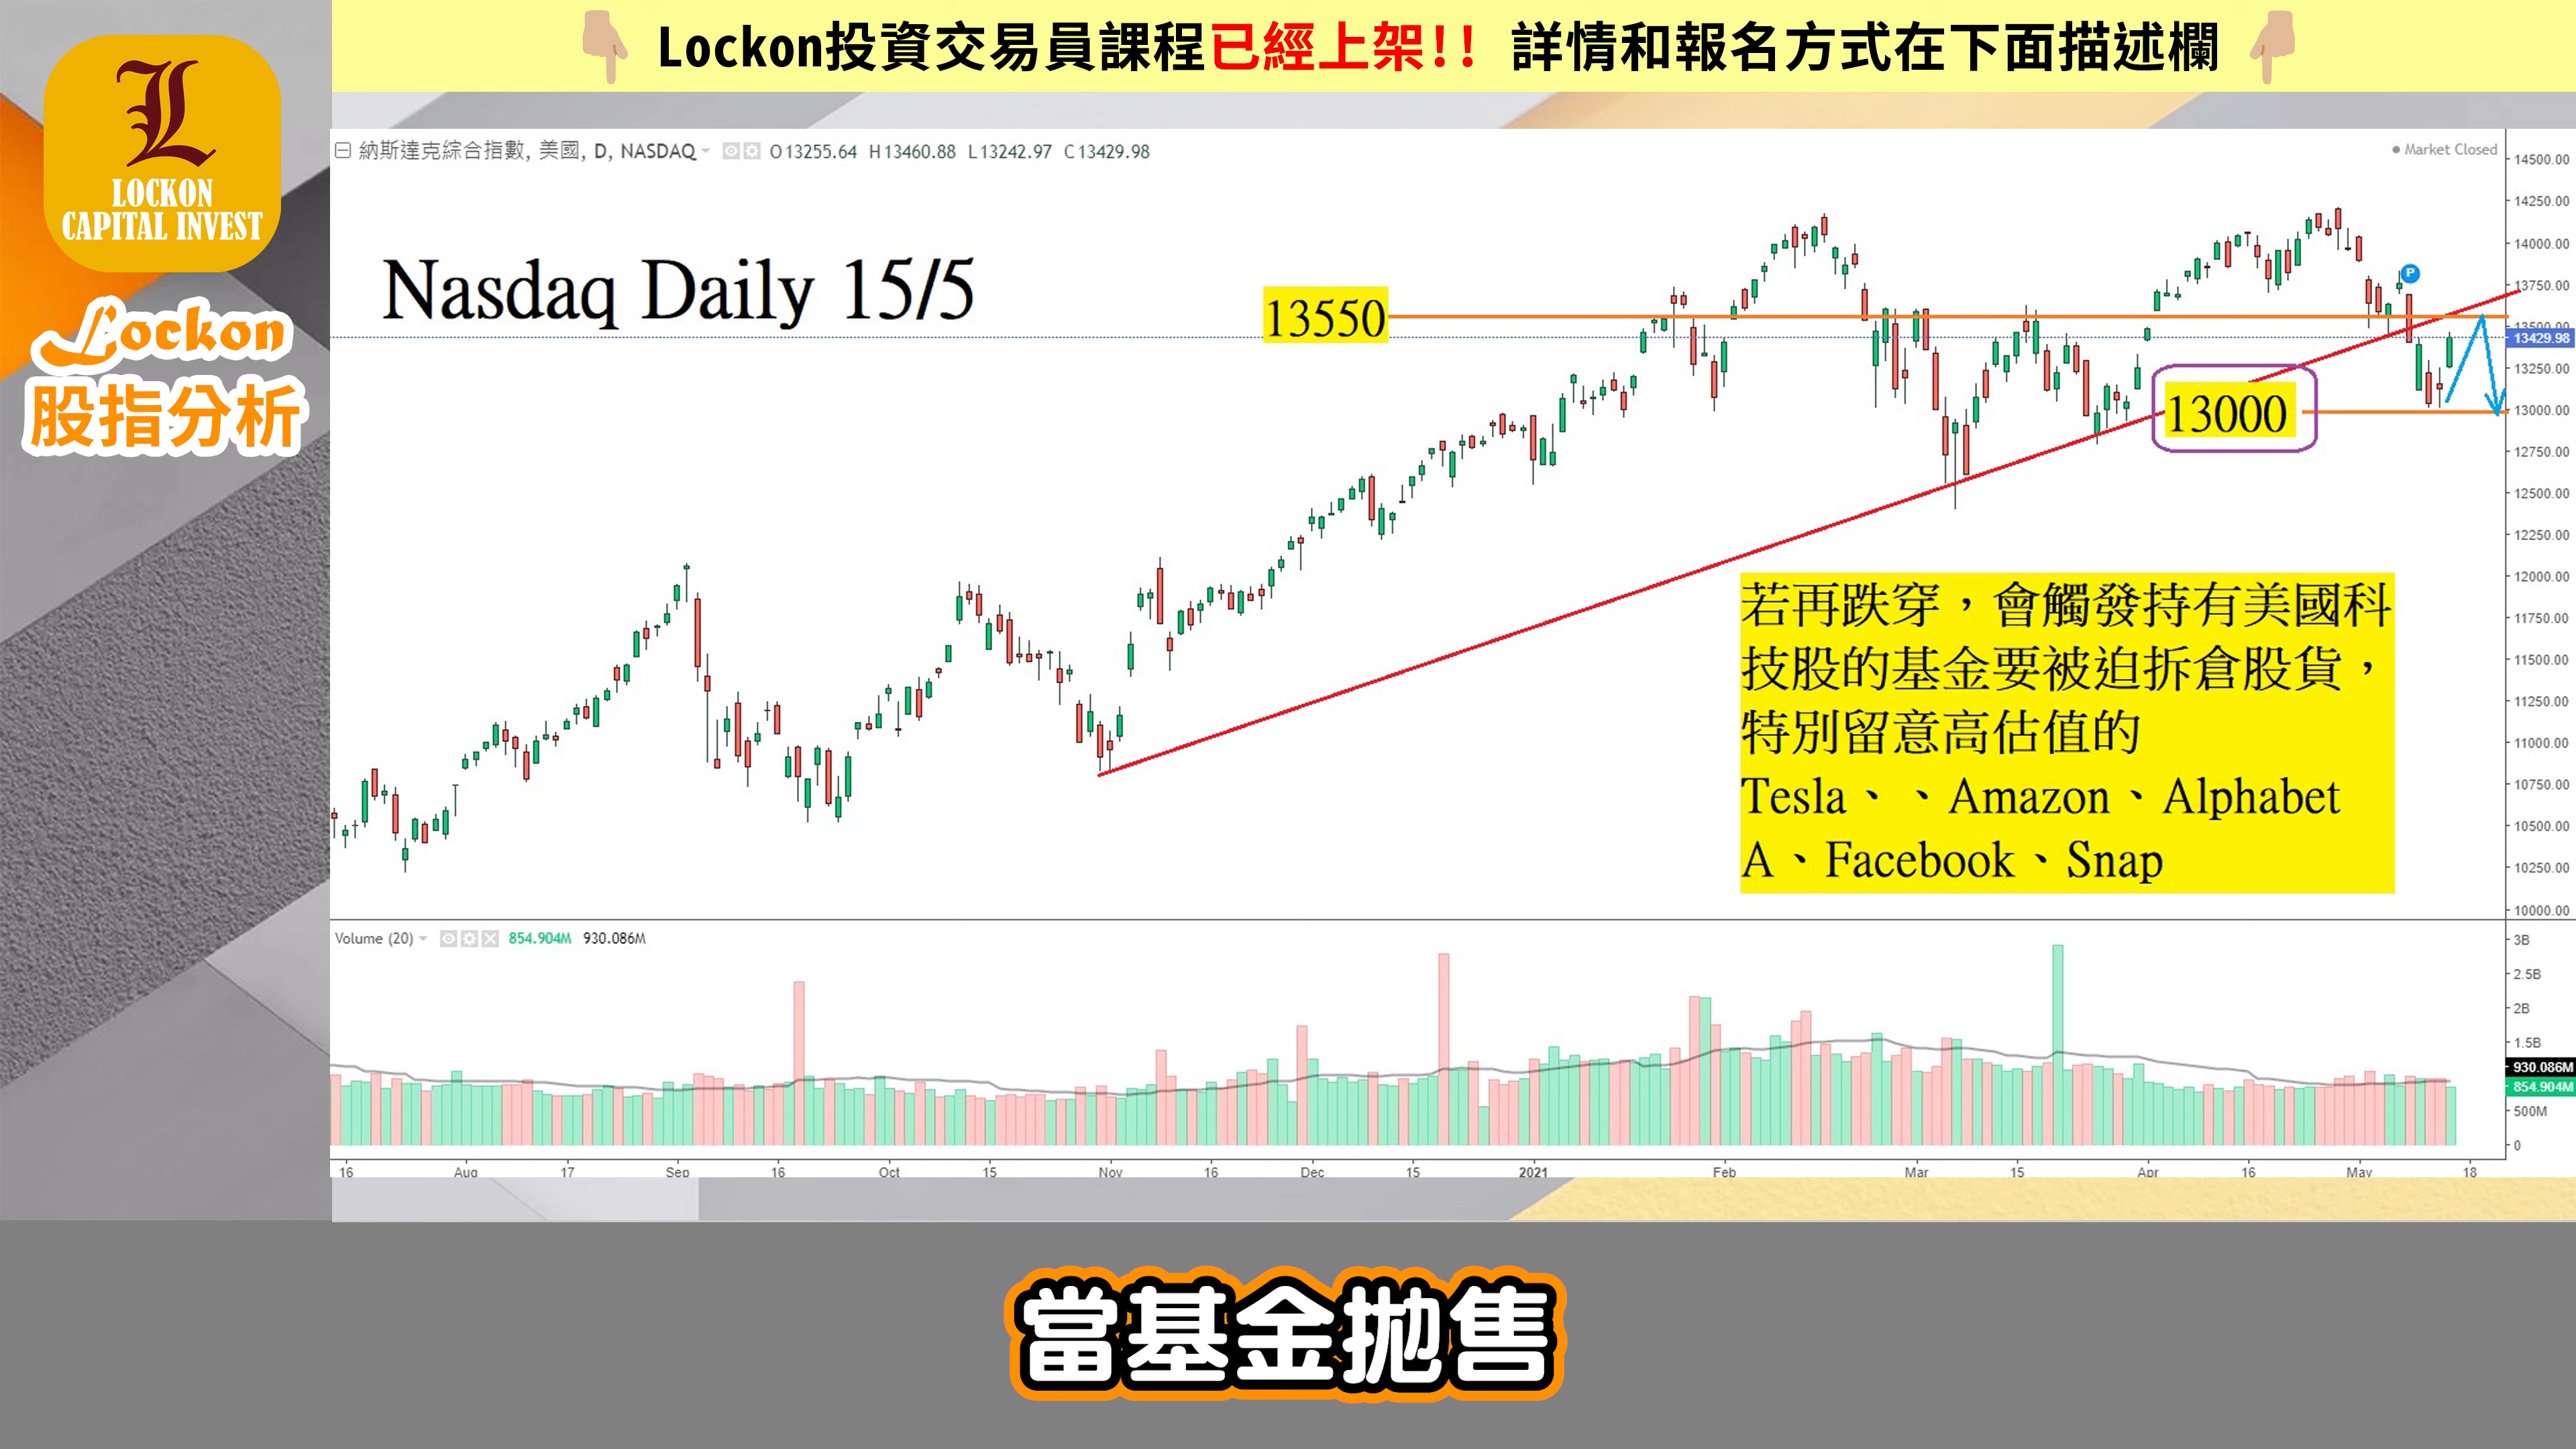 Lockon投資交易員課程已經上架!! 詳情和報名方式在下面描述欄
L
LOCKON
CAPITAL INVEST
Lockon
股指分析
納斯達克綜合指數, 美國, D, NASDAQ O13255.64 H13460.88 L13242.97 C13429.98
Market Closed
Nasdaq Daily 15/5
13550
13000
P
若再跌穿，會觸發持有美國科
技股的基金要被迫拆倉股貨，
特別留意高估值的
Tesla、、Amazon、Alphabet
A、Facebook、Snap
14500.00
14250.00
14000.00
13750.00
13500.00
13429.98
13250.00
13000.00
12750.00
12500.00
12250.00
12000.00
11750.00
11500.00
11250.00
11000.00
10750.00
10500.00
10250.00
10000.00
Volume (20) 854.904M 930.086M
3B
2.5B
2B
1.5B
930.086M
854.904M
500M
0
16 Aug 17 Sep 16 Oct 15 Nov 16 Dec 15 2021 Feb Mar 15 Apr 16 May 18
當基金拋售